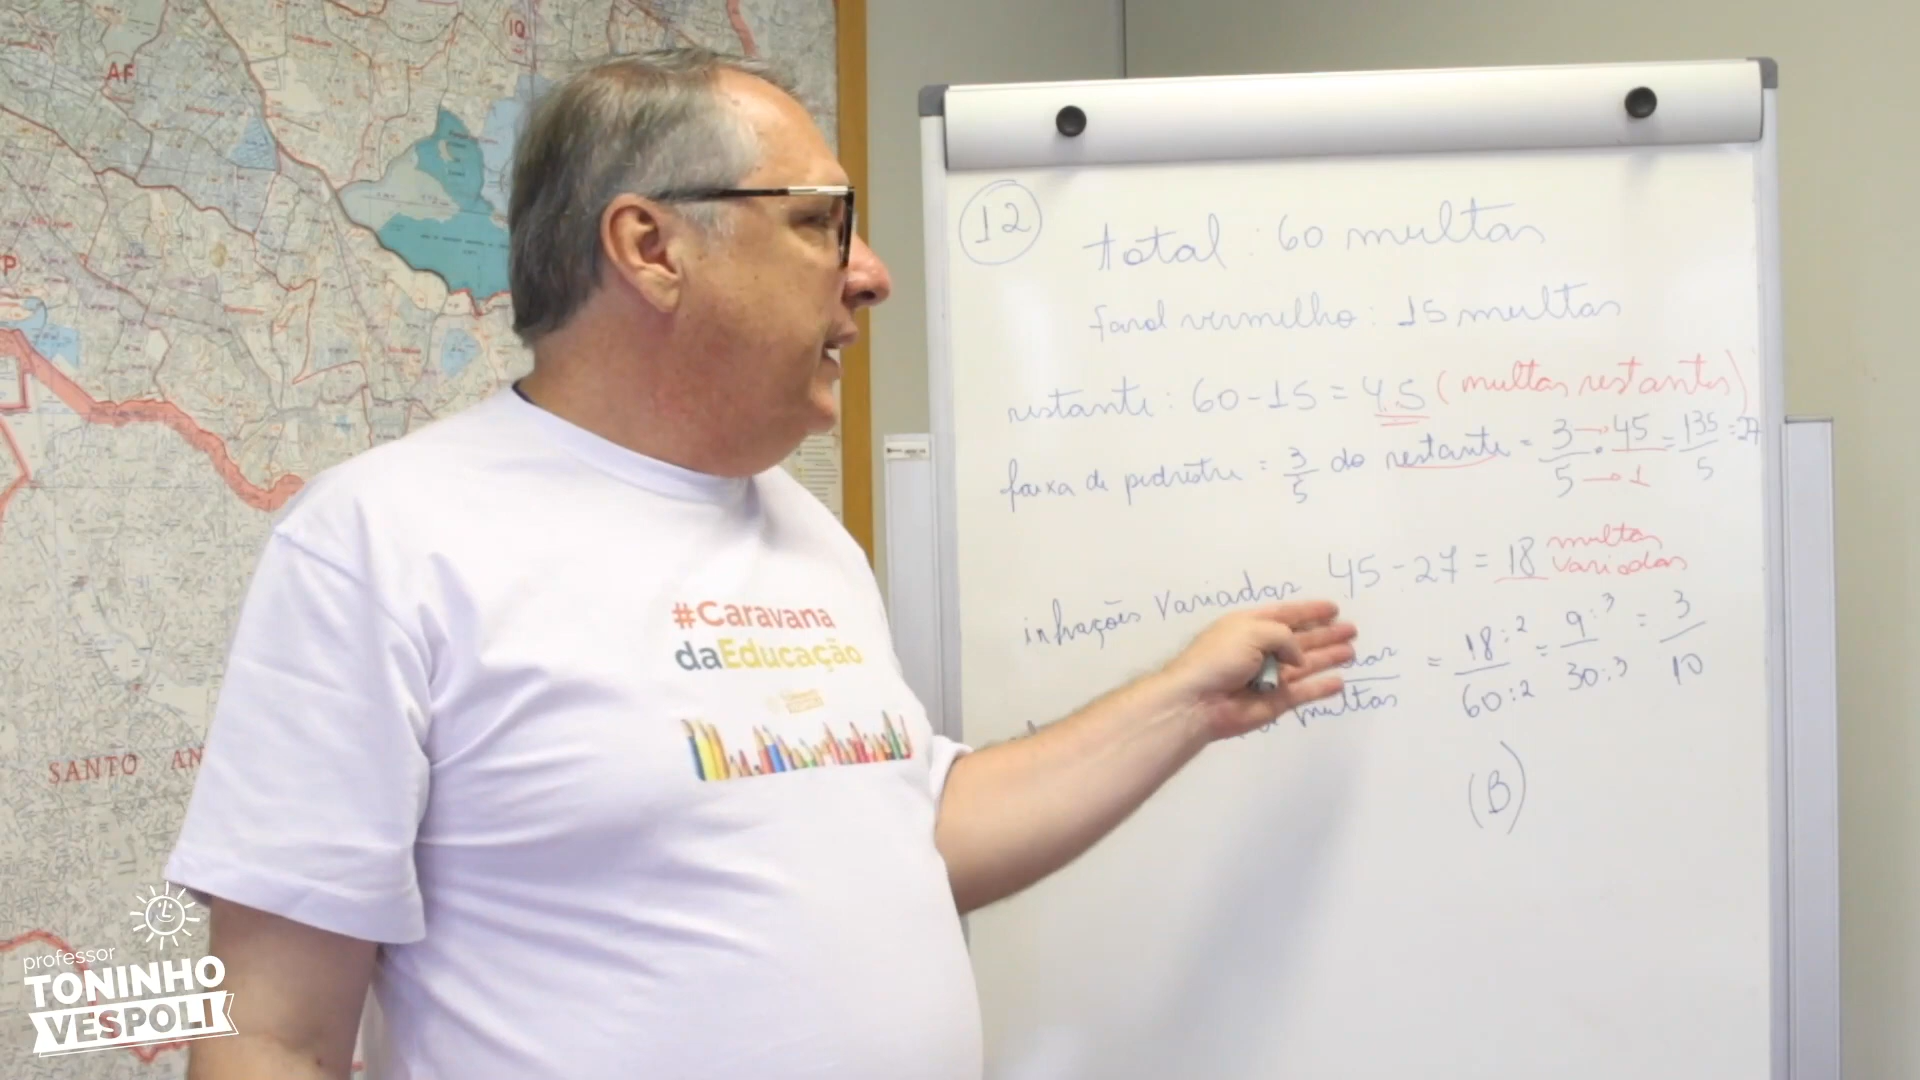 AF
IQ
P
SANTO AN
12
total : 60 multas
Farol vermelho : 15 multas
restante : 60 - 15 = 45 (multas restantes)
faixa de pedestre = 3/5 do restante = 3/5 . 45/1 = 135/5 = 27
infrações variadas 45 - 27 = 18 multas variadas
multas = 18:2/60:2 = 9:3/30:3 = 3/10
(B)
#Caravana
daEducação
professor
TONINHO
VESPOLI